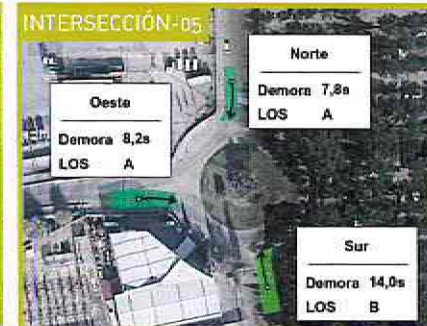 INTERSECCIÓN-05
Norte
Demora 7,8s
LOS A
Oeste
Demora 8,2s
LOS A
Sur
Demora 14,0s
LOS B